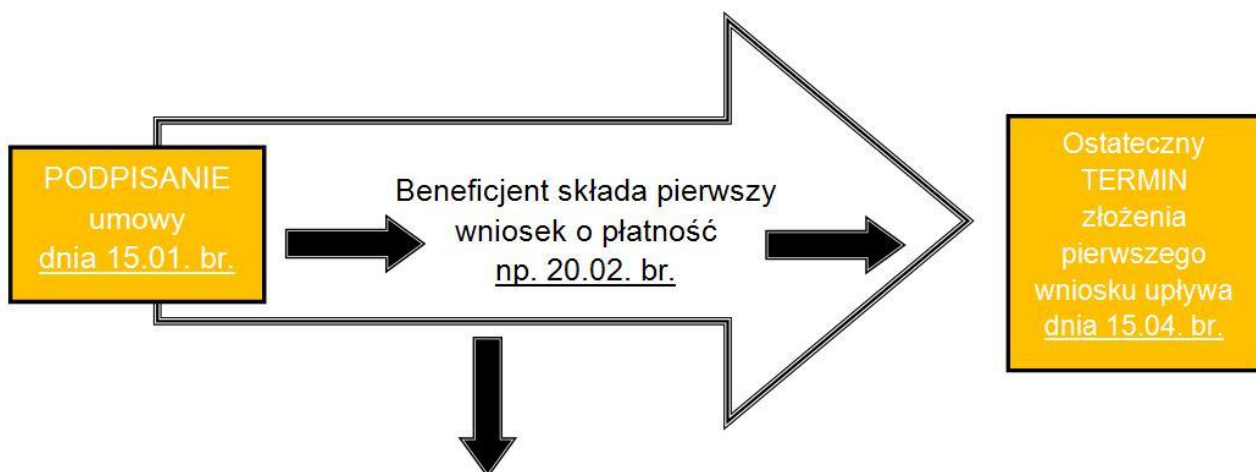 PODPISANIE
umowy
dnia 15.01. br.
Beneficjent składa pierwszy
wniosek o płatność
np. 20.02. br.
Ostateczny
TERMIN
złożenia
pierwszego
wniosku upływa
dnia 15.04. br.